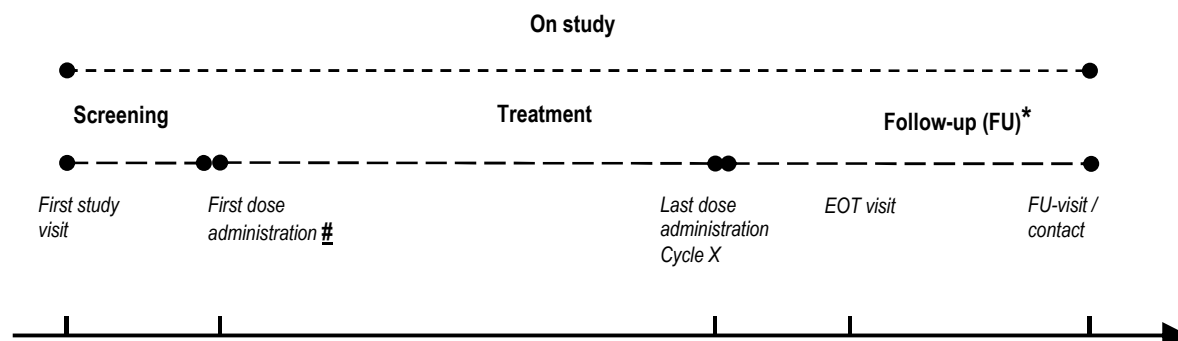 On study
Screening
Treatment
Follow-up (FU)*
First study
visit
First dose
administration #
Last dose
administration
Cycle X
EOT visit
FU-visit /
contact